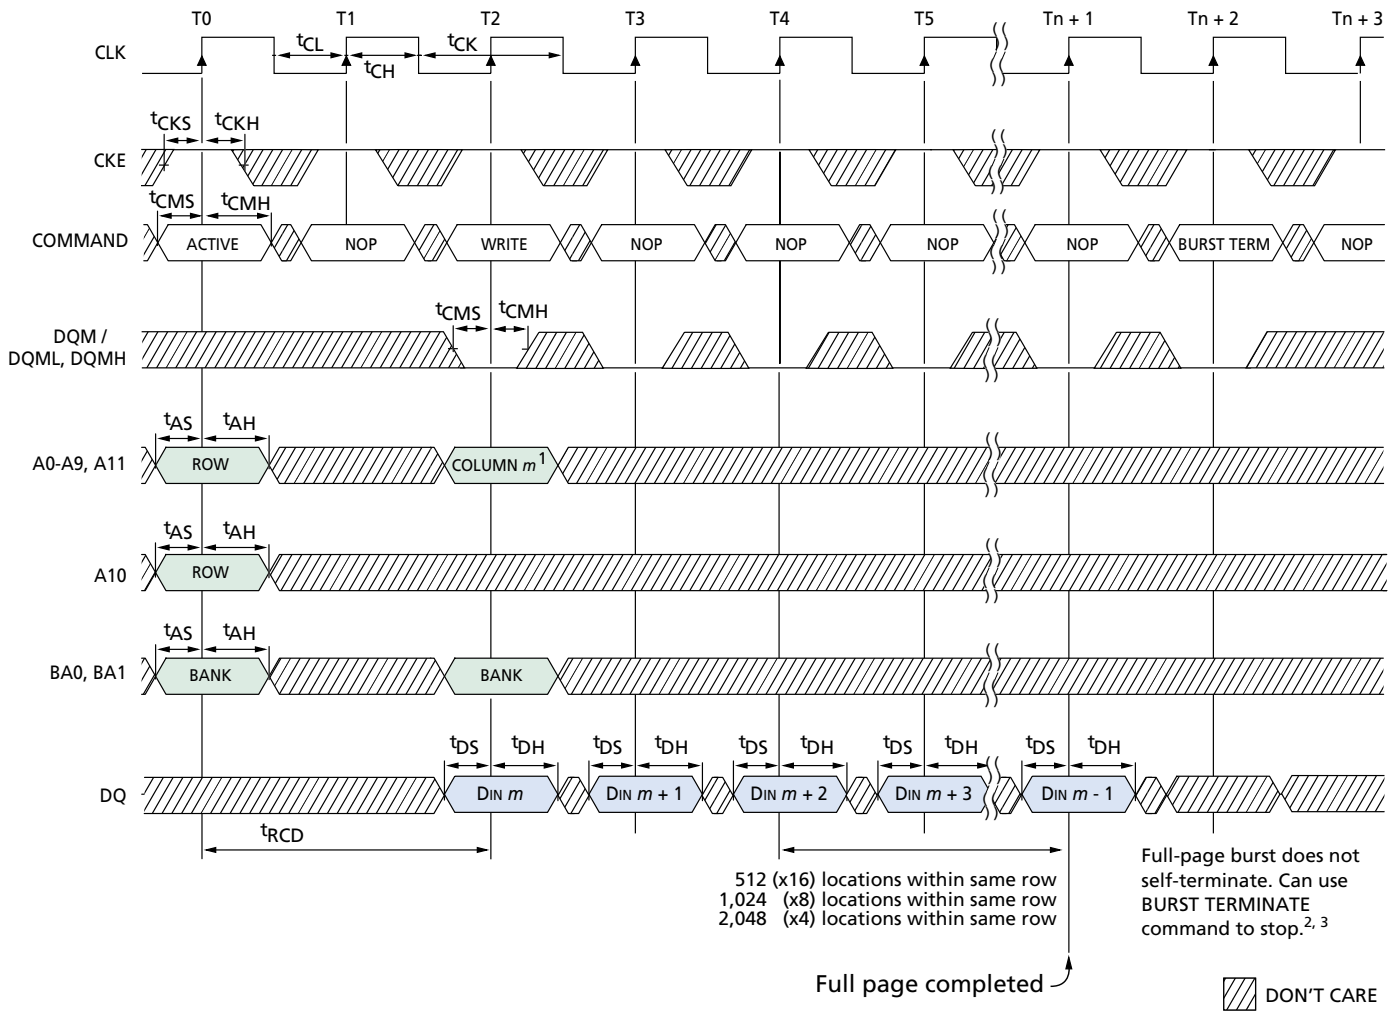 T0 T1 T2 T3 T4 T5 Tn + 1 Tn + 2 Tn + 3
CLK tCL tCH tCK
tCKS tCKH
CKE
tCMS tCMH
COMMAND ACTIVE NOP WRITE NOP NOP NOP NOP BURST TERM NOP
tCMS tCMH
DQM /
DQML, DQMH
tAS tAH
A0-A9, A11 ROW COLUMN m1
tAS tAH
A10 ROW
tAS tAH
BA0, BA1 BANK BANK
tDS tDH tDS tDH tDS tDH tDS tDH tDS tDH
DQ DIN m DIN m + 1 DIN m + 2 DIN m + 3 DIN m - 1
tRCD
512 (x16) locations within same row
1,024 (x8) locations within same row
2,048 (x4) locations within same row
Full-page burst does not
self-terminate. Can use
BURST TERMINATE
command to stop.2, 3
Full page completed
DON'T CARE